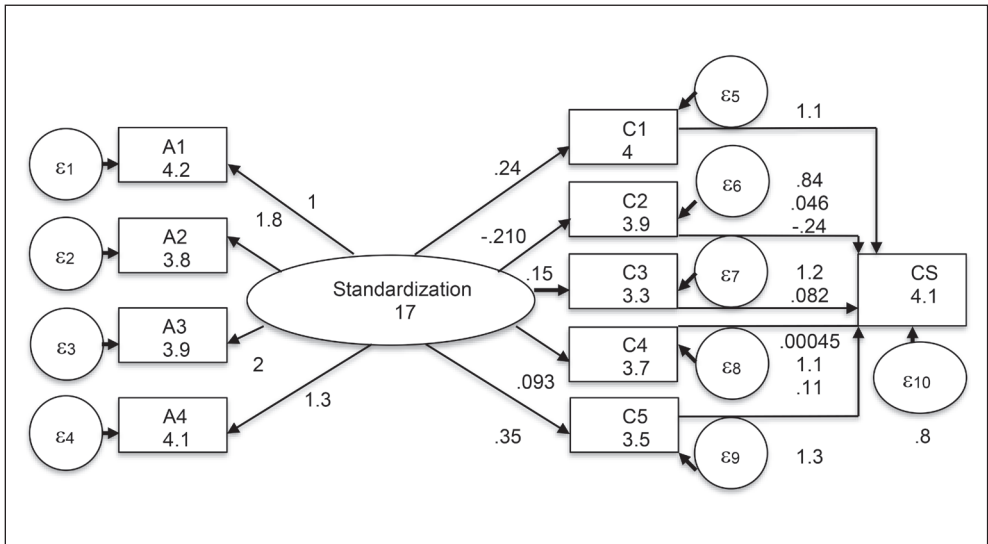 ε1
A1
4.2
ε2
A2
3.8
ε3
A3
3.9
ε4
A4
4.1
1
1.8
2
1.3
Standardization
17
.24
-.210
.15
.093
.35
C1
4
C2
3.9
C3
3.3
C4
3.7
C5
3.5
ε5
ε6
ε7
ε8
ε9
1.1
.84
.046
-.24
1.2
.082
.00045
1.1
.11
1.3
CS
4.1
ε10
.8